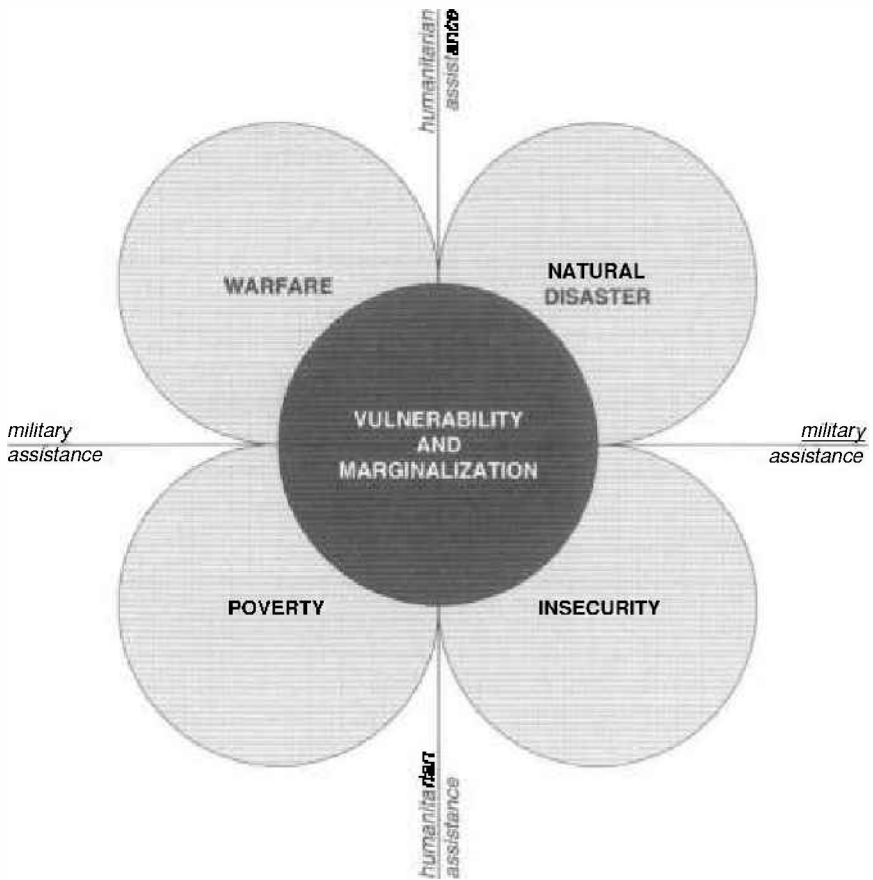 humanitarian
assistance
WARFARE
NATURAL
DISASTER
VULNERABILITY
AND
MARGINALIZATION
military
assistance
military
assistance
POVERTY
INSECURITY
humanitarian
assistance